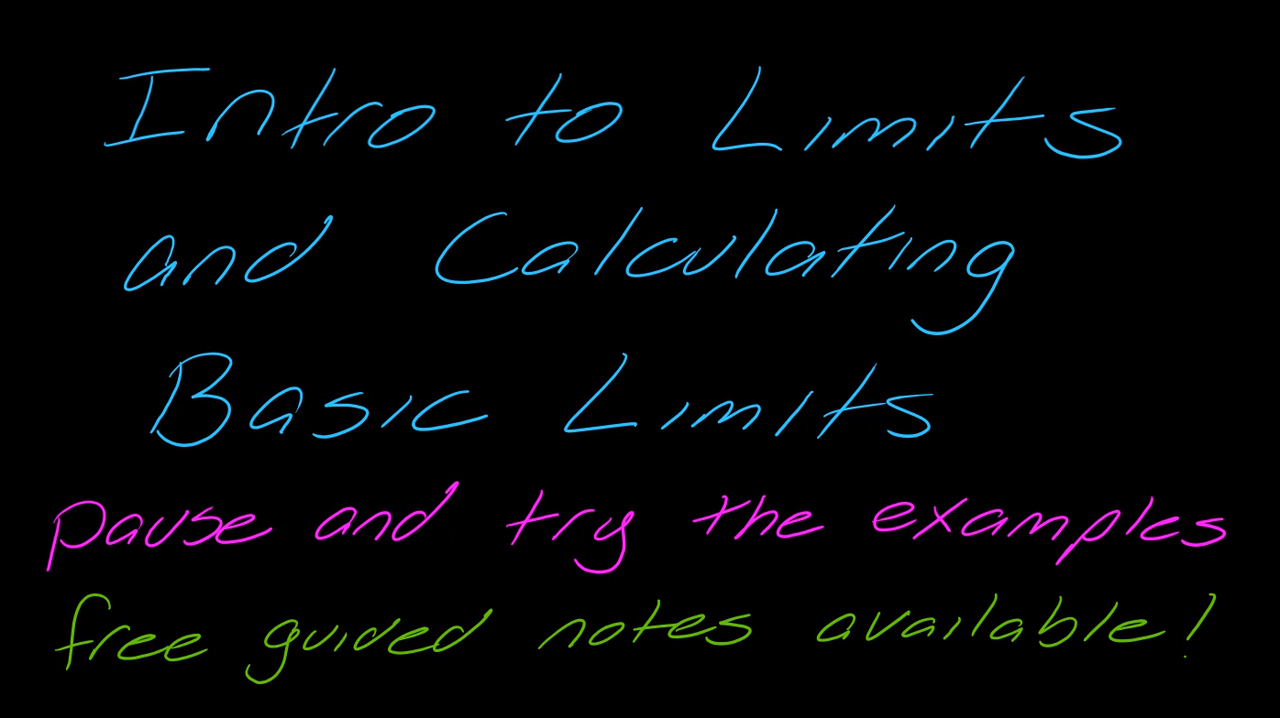 Intro to Limits
and Calculating
Basic Limits
pause and try the examples
free guided notes available!